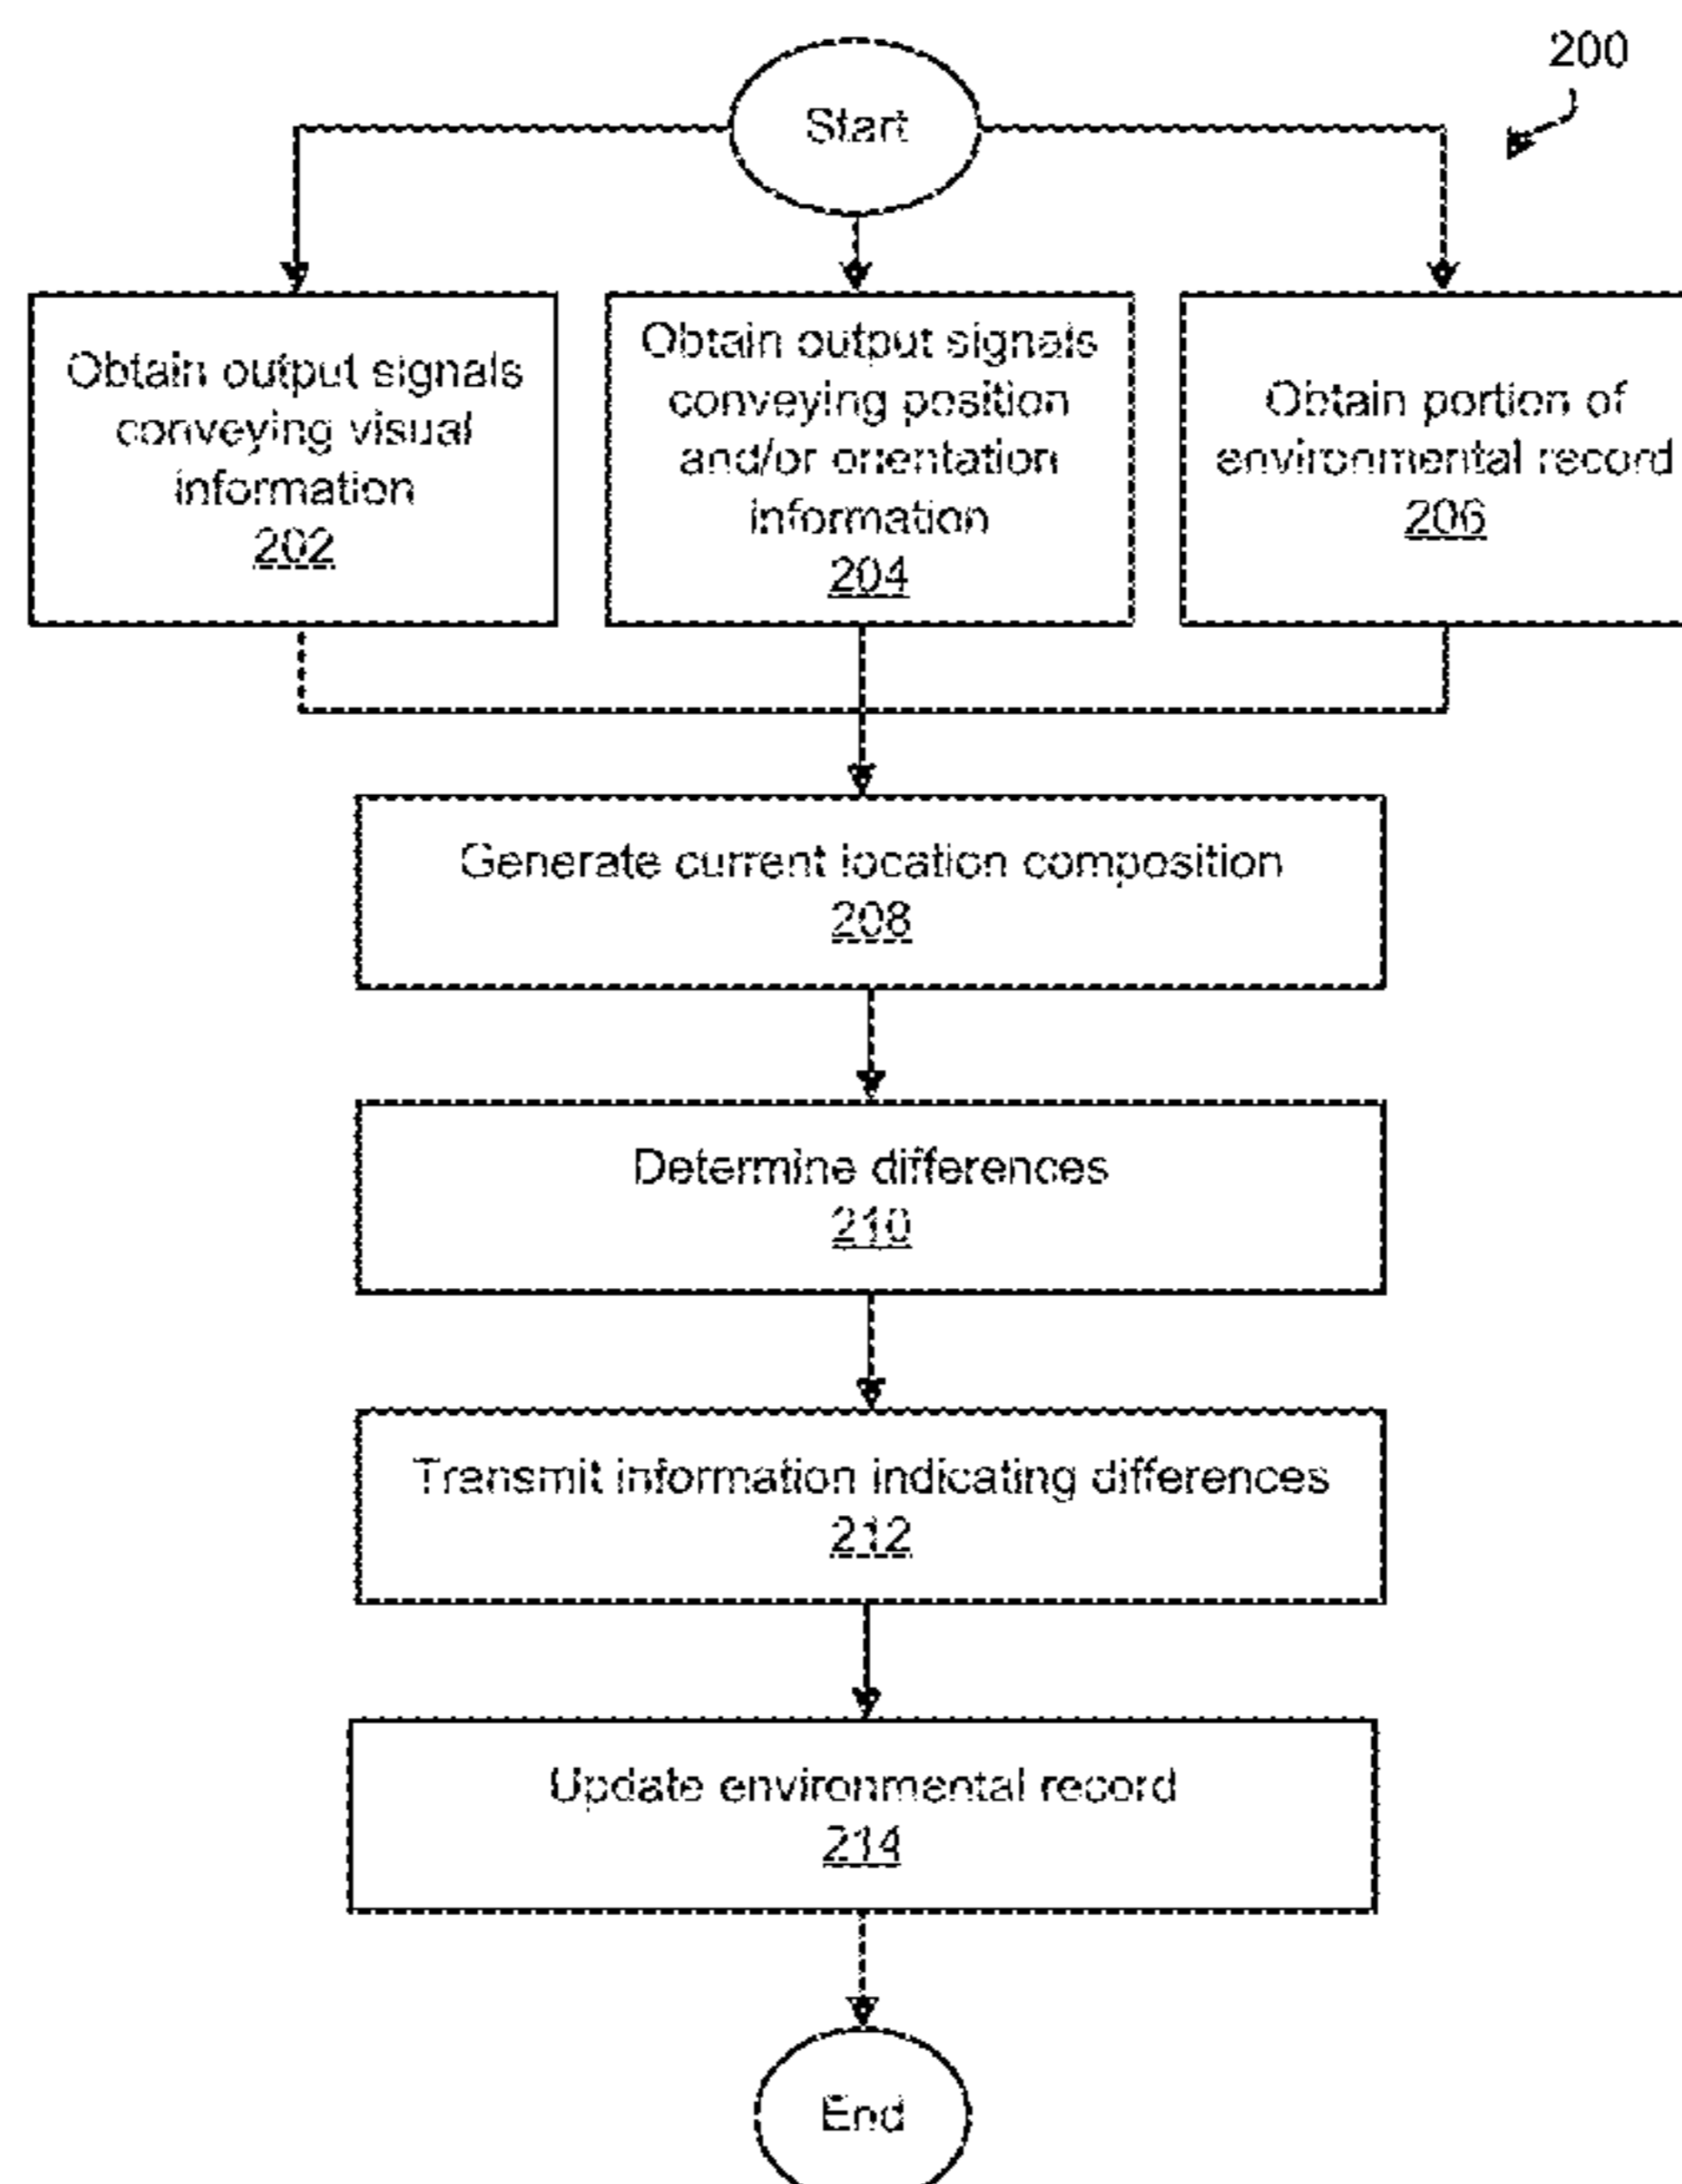 200
Start
Obtain output signals
conveying visual
information
202
Obtain output signals
conveying position
and/or orientation
information
204
Obtain portion of
environmental record
206
Generate current location composition
208
Determine differences
210
Transmit information indicating differences
212
Update environmental record
214
End